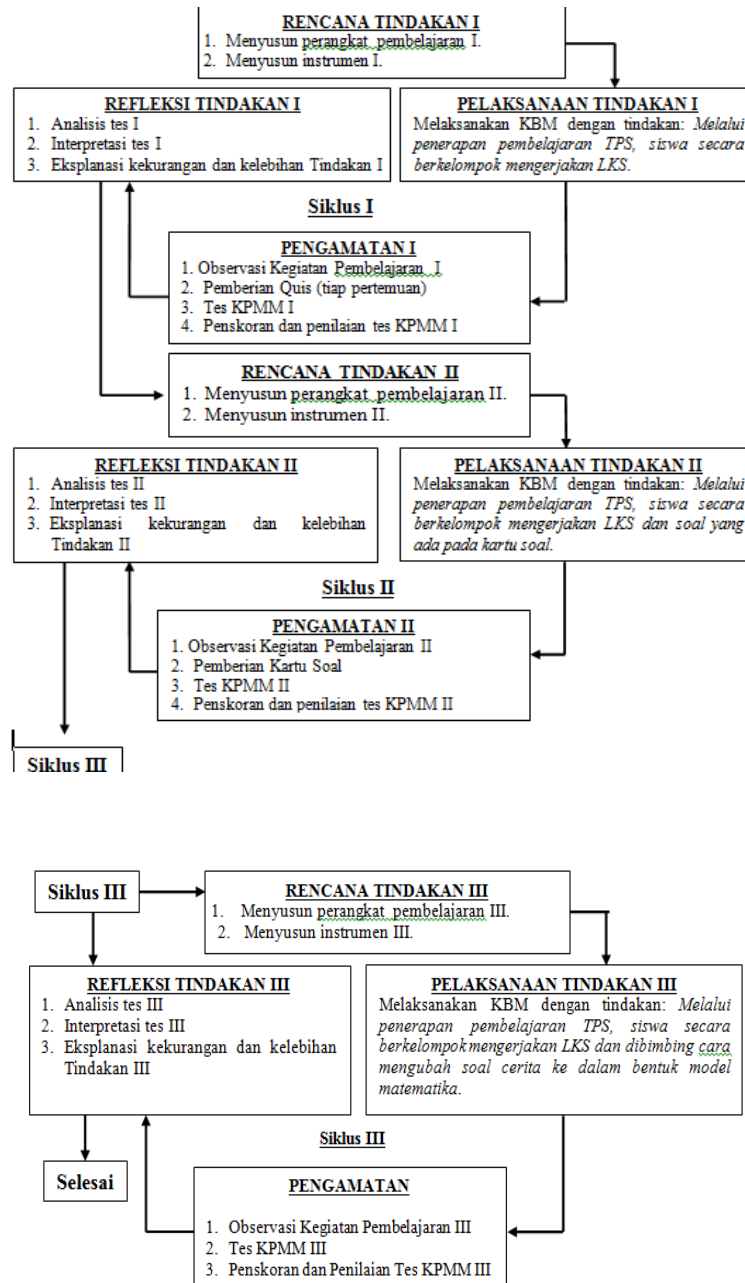 RENCANA TINDAKAN I
1. Menyusun perangkat pembelajaran I.
2. Menyusun instrumen I.
REFLEKSI TINDAKAN I
1. Analisis tes I
2. Interpretasi tes I
3. Eksplanasi kekurangan dan kelebihan Tindakan I
PELAKSANAAN TINDAKAN I
Melaksanakan KBM dengan tindakan: Melalui
penerapan pembelajaran TPS, siswa secara
berkelompok mengerjakan LKS.
Siklus I
PENGAMATAN I
1. Observasi Kegiatan Pembelajaran I
2. Pemberian Quis (tiap pertemuan)
3. Tes KPMM I
4. Penskoran dan penilaian tes KPMM I
RENCANA TINDAKAN II
1. Menyusun perangkat pembelajaran II.
2. Menyusun instrumen II.
REFLEKSI TINDAKAN II
1. Analisis tes II
2. Interpretasi tes II
3. Eksplanasi kekurangan dan kelebihan
Tindakan II
PELAKSANAAN TINDAKAN II
Melaksanakan KBM dengan tindakan: Melalui
penerapan pembelajaran TPS, siswa secara
berkelompok mengerjakan LKS dan soal yang
ada pada kartu soal.
Siklus II
PENGAMATAN II
1. Observasi Kegiatan Pembelajaran II
2. Pemberian Kartu Soal
3. Tes KPMM II
4. Penskoran dan penilaian tes KPMM II
Siklus III
Siklus III
RENCANA TINDAKAN III
1. Menyusun perangkat pembelajaran III.
2. Menyusun instrumen III.
REFLEKSI TINDAKAN III
1. Analisis tes III
2. Interpretasi tes III
3. Eksplanasi kekurangan dan kelebihan
Tindakan III
PELAKSANAAN TINDAKAN III
Melaksanakan KBM dengan tindakan: Melalui
penerapan pembelajaran TPS, siswa secara
berkelompokmengerjakan LKS dan dibimbing cara
mengubah soal cerita ke dalam bentuk model
matematika.
Siklus III
Selesai
PENGAMATAN
1. Observasi Kegiatan Pembelajaran III
2. Tes KPMM III
3. Penskoran dan Penilaian Tes KPMM III